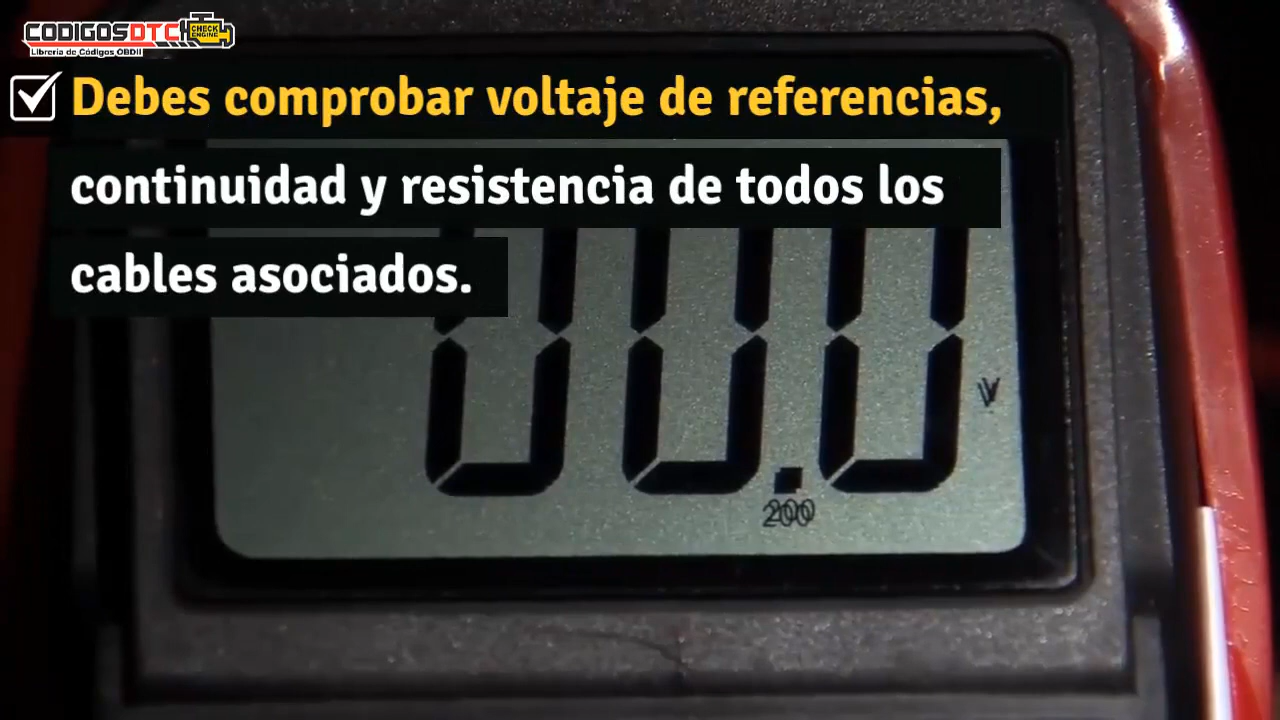 CODIGOSDTC
CHECK
ENGINE
Librería de Códigos OBDII
Debes comprobar voltaje de referencias,
continuidad y resistencia de todos los
cables asociados.
00.0
V
200